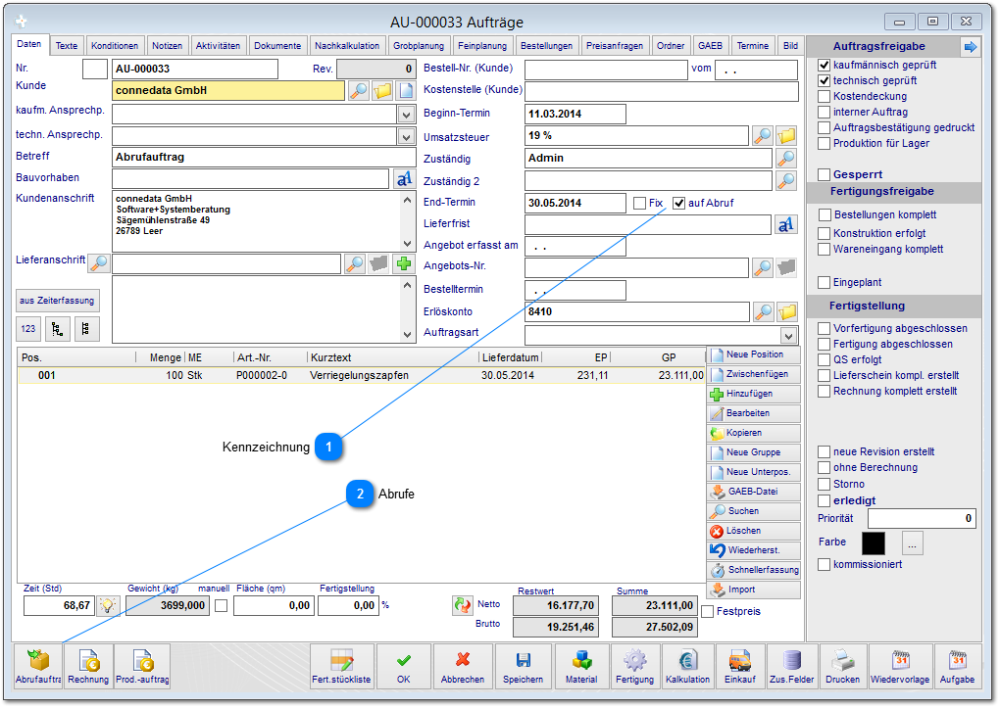 AU-000033 Aufträge
Daten Texte Konditionen Notizen Aktivitäten Dokumente Nachkalkulation Grobplanung Feinplanung Bestellungen Preisanfragen Ordner GAEB Termine Bild
Nr. AU-000033 Rev. 0
Kunde connedata GmbH
kaufm. Ansprechp.
techn. Ansprechp.
Betreff Abrufauftrag
Bauvorhaben
Kundenanschrift connedata GmbH
Software+Systemberatung
Sägemühlenstraße 49
26789 Leer
Lieferanschrift
aus Zeiterfassung
123
Bestell-Nr. (Kunde) vom . .
Kostenstelle (Kunde)
Beginn-Termin 11.03.2014
Umsatzsteuer 19 %
Zuständig Admin
Zuständig 2
End-Termin 30.05.2014 Fix auf Abruf
Lieferfrist
Angebot erfasst am . .
Angebots-Nr.
Bestelltermin . .
Erlöskonto 8410
Auftragsart
Pos. Menge ME Art.-Nr. Kurztext Lieferdatum EP GP
001 100 Stk P000002-0 Verriegelungszapfen 30.05.2014 231,11 23.111,00
Kennzeichnung 1
2 Abrufe
Neue Position
Zwischenfügen
Hinzufügen
Bearbeiten
Kopieren
Neue Gruppe
Neue Unterpos.
GAEB-Datei
Suchen
Löschen
Wiederherst.
Schnellerfassung
Import
Auftragsfreigabe
kaufmännisch geprüft
technisch geprüft
Kostendeckung
interner Auftrag
Auftragsbestätigung gedruckt
Produktion für Lager
Gesperrt
Fertigungsfreigabe
Bestellungen komplett
Konstruktion erfolgt
Wareneingang komplett
Eingeplant
Fertigstellung
Vorfertigung abgeschlossen
Fertigung abgeschlossen
QS erfolgt
Lieferschein kompl. erstellt
Rechnung komplett erstellt
neue Revision erstellt
ohne Berechnung
Storno
erledigt
Priorität 0
Farbe ...
kommissioniert
Zeit (Std) Gewicht (kg) manuell Fläche (qm) Fertigstellung Restwert Summe
68,67 3699,000 0,00 0,00 % Netto 16.177,70 23.111,00 Festpreis
Brutto 19.251,46 27.502,09
Abrufauftra Rechnung Prod.-auftrag Fert.stückliste OK Abbrechen Speichern Material Fertigung Kalkulation Einkauf Zus.Felder Drucken Wiedervorlage Aufgabe